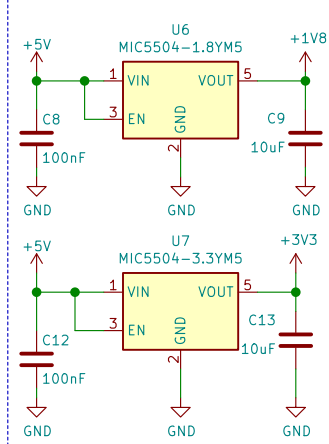 U6
MIC5504-1.8YM5
+5V
+1V8
1 VIN VOUT 5
3 EN
GND
2
C8
100nF
C9
10uF
GND GND GND
U7
MIC5504-3.3YM5
+5V
+3V3
1 VIN VOUT 5
3 EN
GND
2
C12
100nF
C13
10uF
GND GND GND